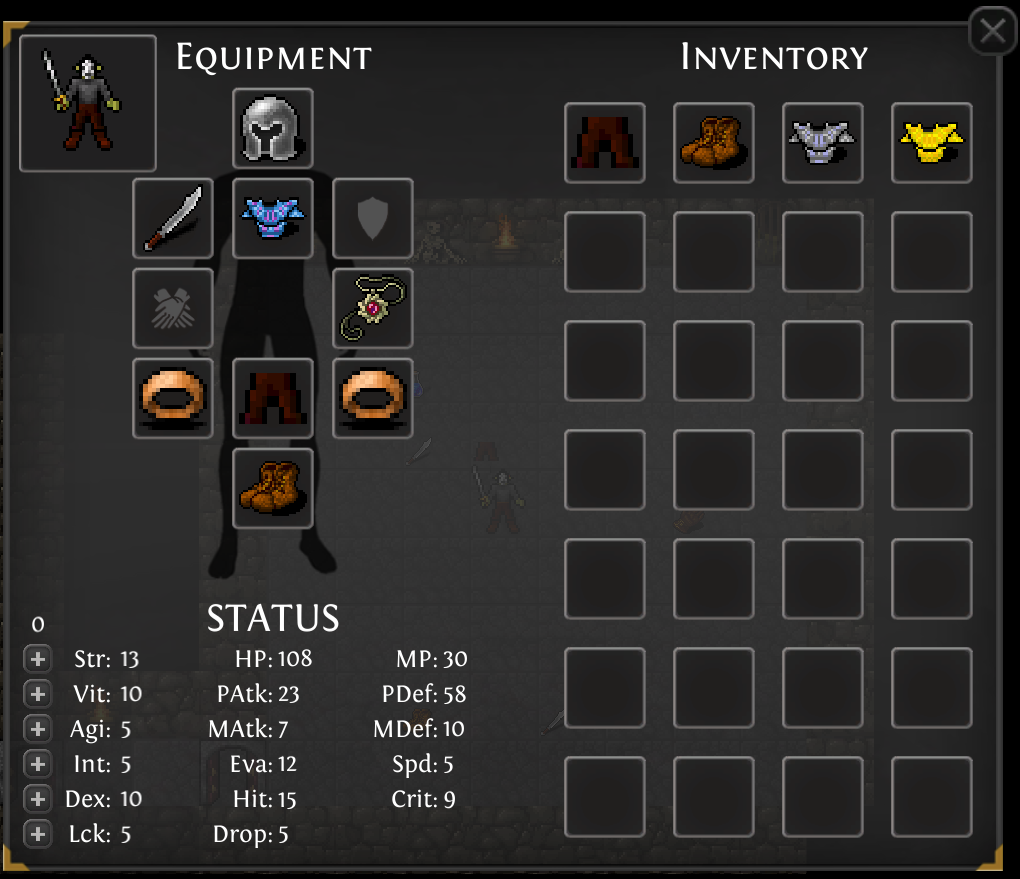 EQUIPMENT
INVENTORY
0
STATUS
Str: 13 HP: 108 MP: 30
Vit: 10 PAtk: 23 PDef: 58
Agi: 5 MAtk: 7 MDef: 10
Int: 5 Eva: 12 Spd: 5
Dex: 10 Hit: 15 Crit: 9
Lck: 5 Drop: 5